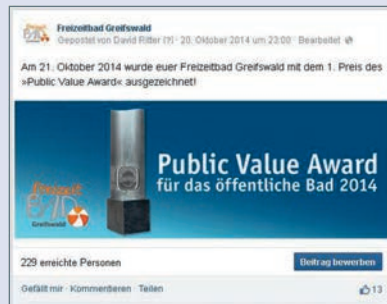 Freizeitbad Greifswald
Gepostet von David Ritter [?] · 20. Oktober 2014 um 23:00 · Bearbeitet
Am 21. Oktober 2014 wurde euer Freizeitbad Greifswald mit dem 1. Preis des
»Public Value Award« ausgezeichnet!
Public Value Award
für das öffentliche Bad 2014
Freizeit
BAD
Greifswald
229 erreichte Personen
Beitrag bewerben
Gefällt mir · Kommentieren · Teilen
13